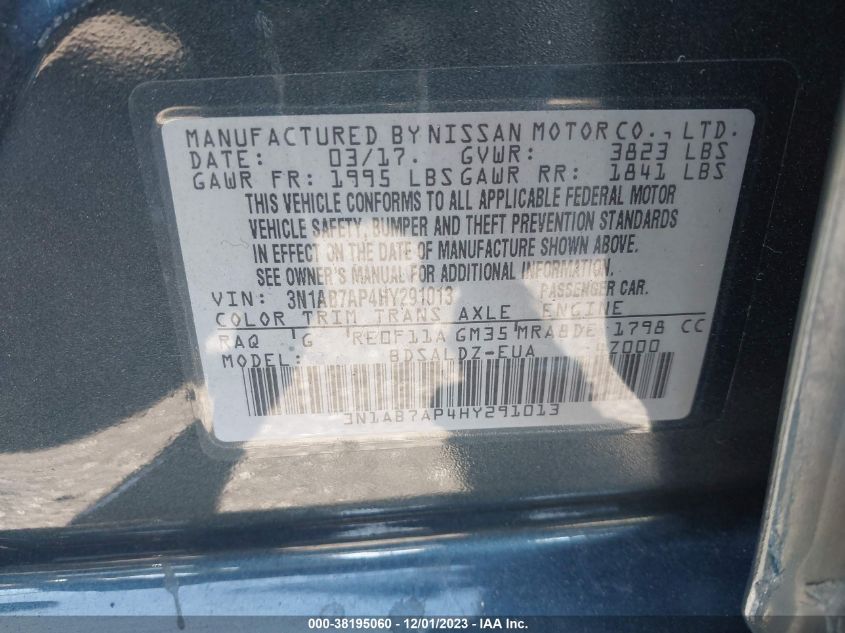 MANUFACTURED BY NISSAN MOTOR CO., LTD.
DATE: 03/17. GVWR: 3823 LBS
GAWR FR: 1995 LBS GAWR RR: 1841 LBS
THIS VEHICLE CONFORMS TO ALL APPLICABLE FEDERAL MOTOR
VEHICLE SAFETY, BUMPER AND THEFT PREVENTION STANDARDS
IN EFFECT ON THE DATE OF MANUFACTURE SHOWN ABOVE.
SEE OWNER'S MANUAL FOR ADDITIONAL INFORMATION.
VIN: 3N1AB7AP4HY291013 PASSENGER CAR.
COLOR TRIM TRANS AXLE ENGINE
RAQ G RE0F11A GM35 MRA8DE 1798 CC
MODEL: BDSALDZ-EUA
3N1AB7AP4HY291013
000-38195060 - 12/01/2023 - IAA Inc.